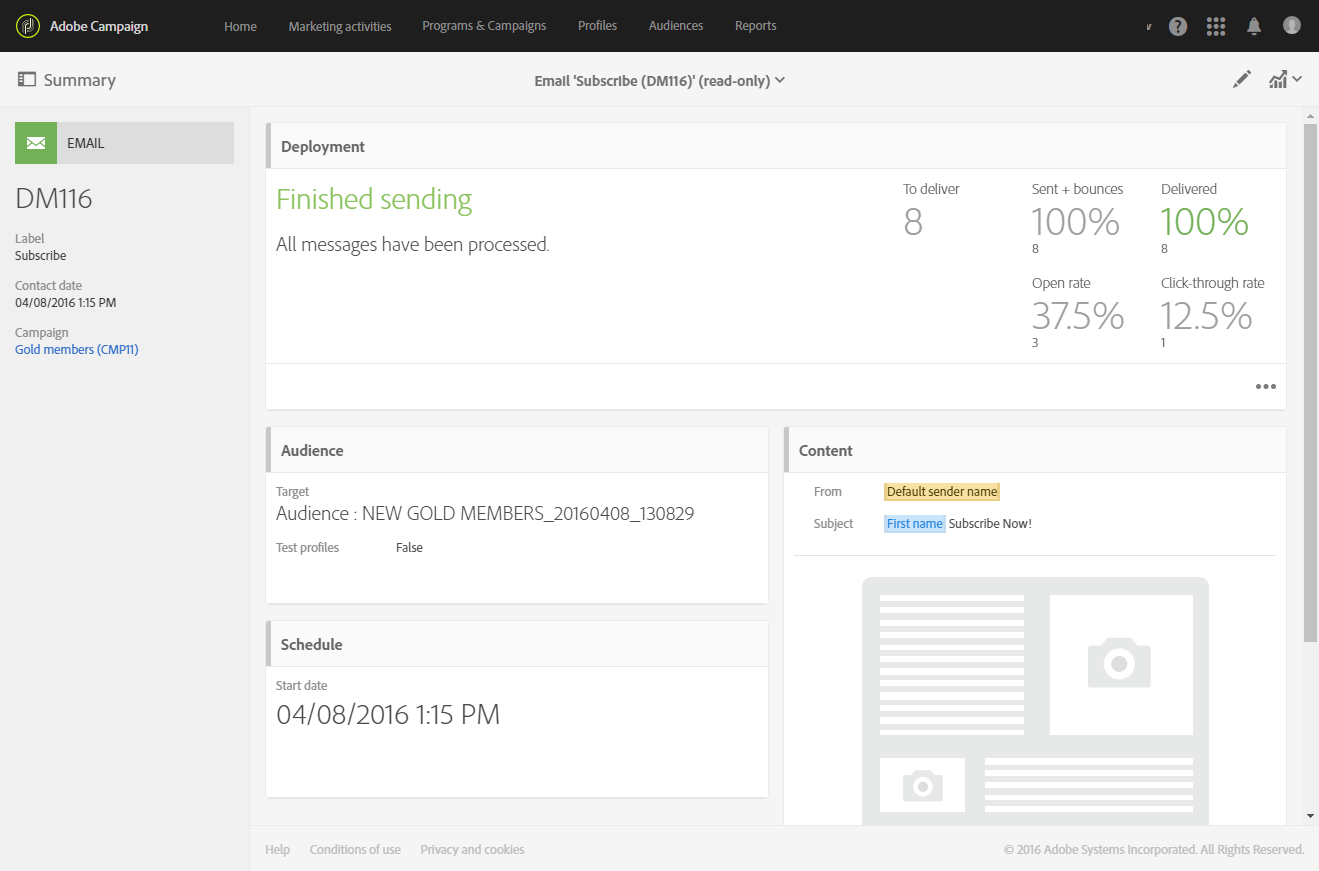 Adobe Campaign Home Marketing activities Programs & Campaigns Profiles Audiences Reports
Summary
Email 'Subscribe (DM116)' (read-only)
EMAIL
DM116
Label
Subscribe
Contact date
04/08/2016 1:15 PM
Campaign
Gold members (CMP11)
Deployment
Finished sending
All messages have been processed.
To deliver
8
Sent + bounces
100%
8
Delivered
100%
8
Open rate
37.5%
3
Click-through rate
12.5%
1
Audience
Target
Audience : NEW GOLD MEMBERS_20160408_130829
Test profiles False
Schedule
Start date
04/08/2016 1:15 PM
Content
From Default sender name
Subject First name Subscribe Now!
Help Conditions of use Privacy and cookies
© 2016 Adobe Systems Incorporated. All Rights Reserved.